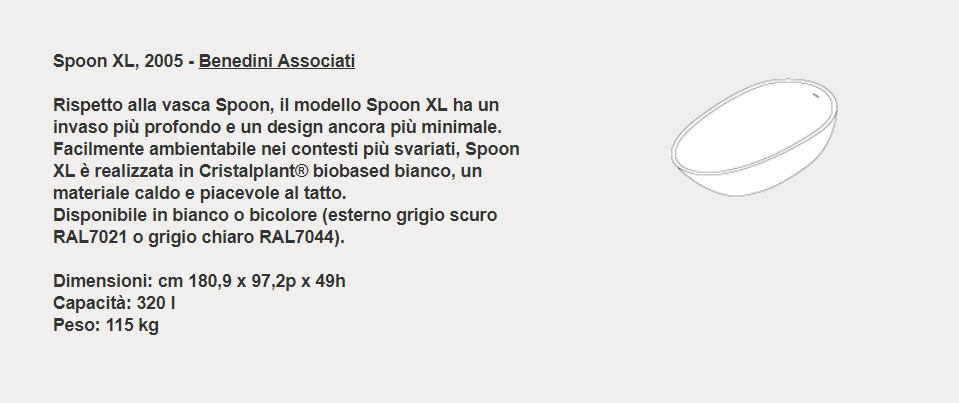 Spoon XL, 2005 - Benedini Associati
Rispetto alla vasca Spoon, il modello Spoon XL ha un
invaso più profondo e un design ancora più minimale.
Facilmente ambientabile nei contesti più svariati, Spoon
XL è realizzata in Cristalplant® biobased bianco, un
materiale caldo e piacevole al tatto.
Disponibile in bianco o bicolore (esterno grigio scuro
RAL7021 o grigio chiaro RAL7044).
Dimensioni: cm 180,9 x 97,2p x 49h
Capacità: 320 l
Peso: 115 kg